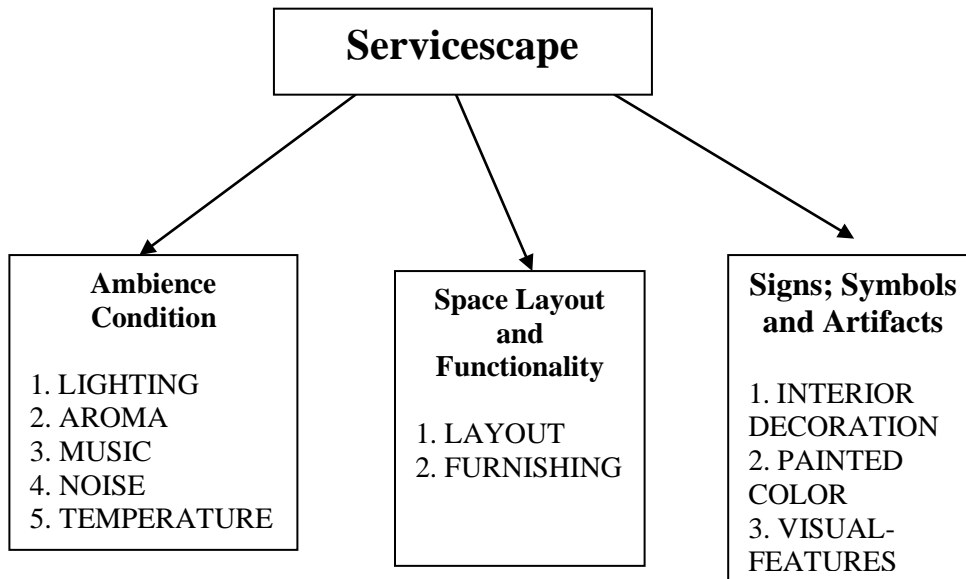 Servicescape
Ambience
Condition
1. LIGHTING
2. AROMA
3. MUSIC
4. NOISE
5. TEMPERATURE
Space Layout
and
Functionality
1. LAYOUT
2. FURNISHING
Signs; Symbols
and Artifacts
1. INTERIOR
DECORATION
2. PAINTED
COLOR
3. VISUAL-
FEATURES